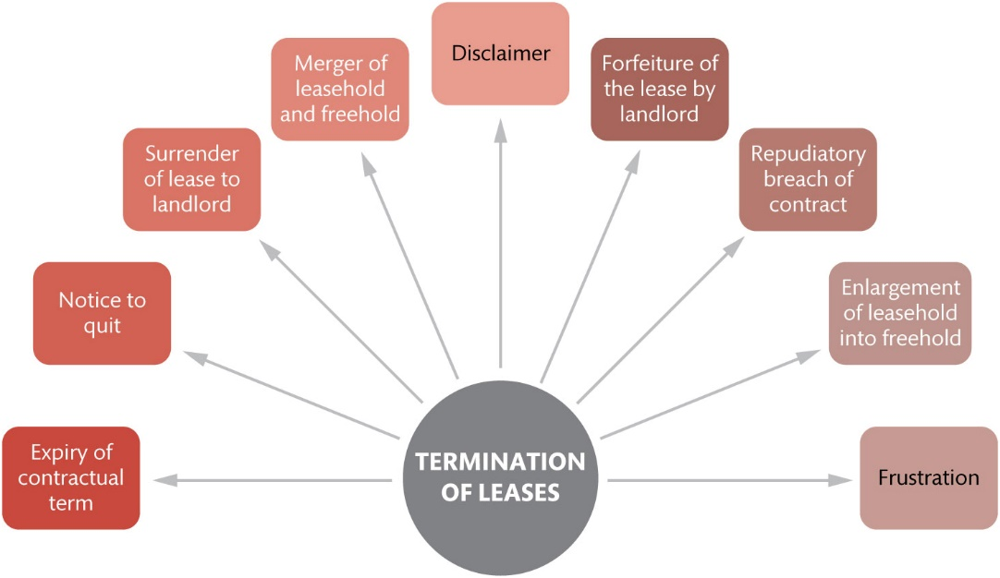 Disclaimer
Merger of
leasehold
and freehold
Forfeiture of
the lease by
landlord
Surrender
of lease to
landlord
Repudiatory
breach of
contract
Notice to
quit
Enlargement
of leasehold
into freehold
Expiry of
contractual
term
TERMINATION
OF LEASES
Frustration